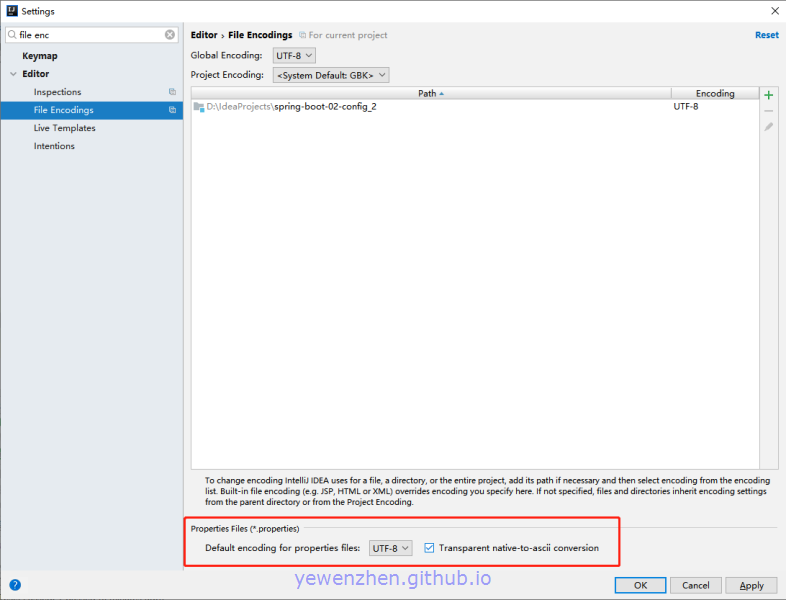 Settings
file enc
Keymap
Editor
Inspections
File Encodings
Live Templates
Intentions
Editor › File Encodings For current project Reset
Global Encoding: UTF-8
Project Encoding: <System Default: GBK>
Path Encoding
D:\IdeaProjects\spring-boot-02-config_2 UTF-8
To change encoding IntelliJ IDEA uses for a file, a directory, or the entire project, add its path if necessary and then select encoding from the encoding
list. Built-in file encoding (e.g. JSP, HTML or XML) overrides encoding you specify here. If not specified, files and directories inherit encoding settings
from the parent directory or from the Project Encoding.
Properties Files (*.properties)
Default encoding for properties files: UTF-8 Transparent native-to-ascii conversion
yewenzhen.github.io
? OK Cancel Apply